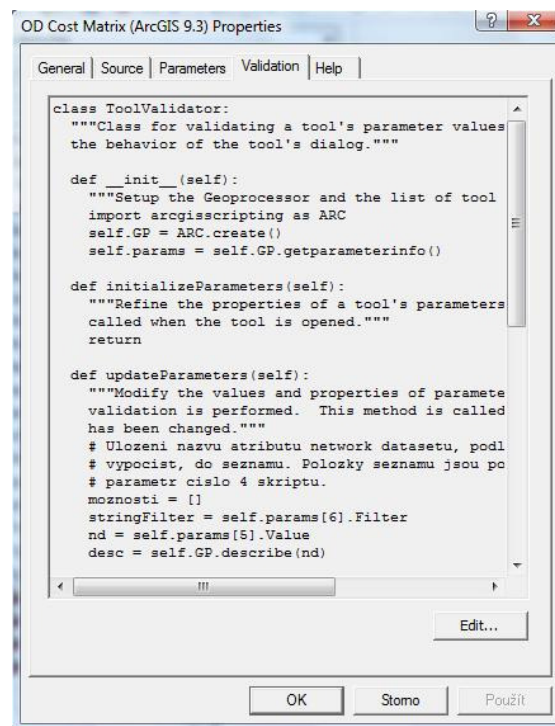 OD Cost Matrix (ArcGIS 9.3) Properties
General Source Parameters Validation Help
class ToolValidator:
"""Class for validating a tool's parameter values
the behavior of the tool's dialog."""
def __init__(self):
"""Setup the Geoprocessor and the list of tool
import arcgisscripting as ARC
self.GP = ARC.create()
self.params = self.GP.getparameterinfo()
def initializeParameters(self):
"""Refine the properties of a tool's parameters
called when the tool is opened."""
return
def updateParameters(self):
"""Modify the values and properties of paramete
validation is performed. This method is called
has been changed."""
# Ulozeni nazvu atributu network datasetu, podl
# vypocist, do seznamu. Polozky seznamu jsou po
# parametr cislo 4 skriptu.
moznosti = []
stringFilter = self.params[6].Filter
nd = self.params[5].Value
desc = self.GP.describe(nd)
Edit...
OK Storno Použít